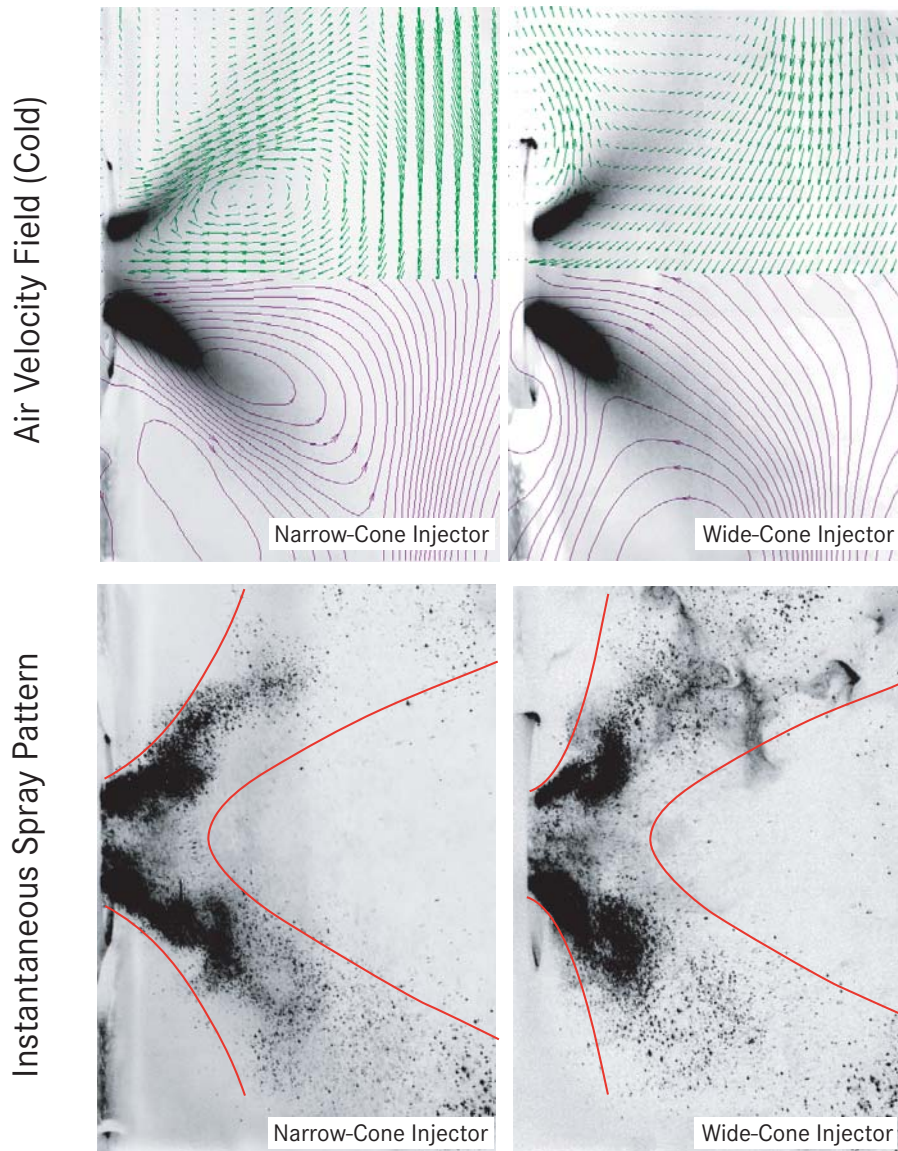 Air Velocity Field (Cold)
Narrow-Cone Injector
Wide-Cone Injector
Instantaneous Spray Pattern
Narrow-Cone Injector
Wide-Cone Injector